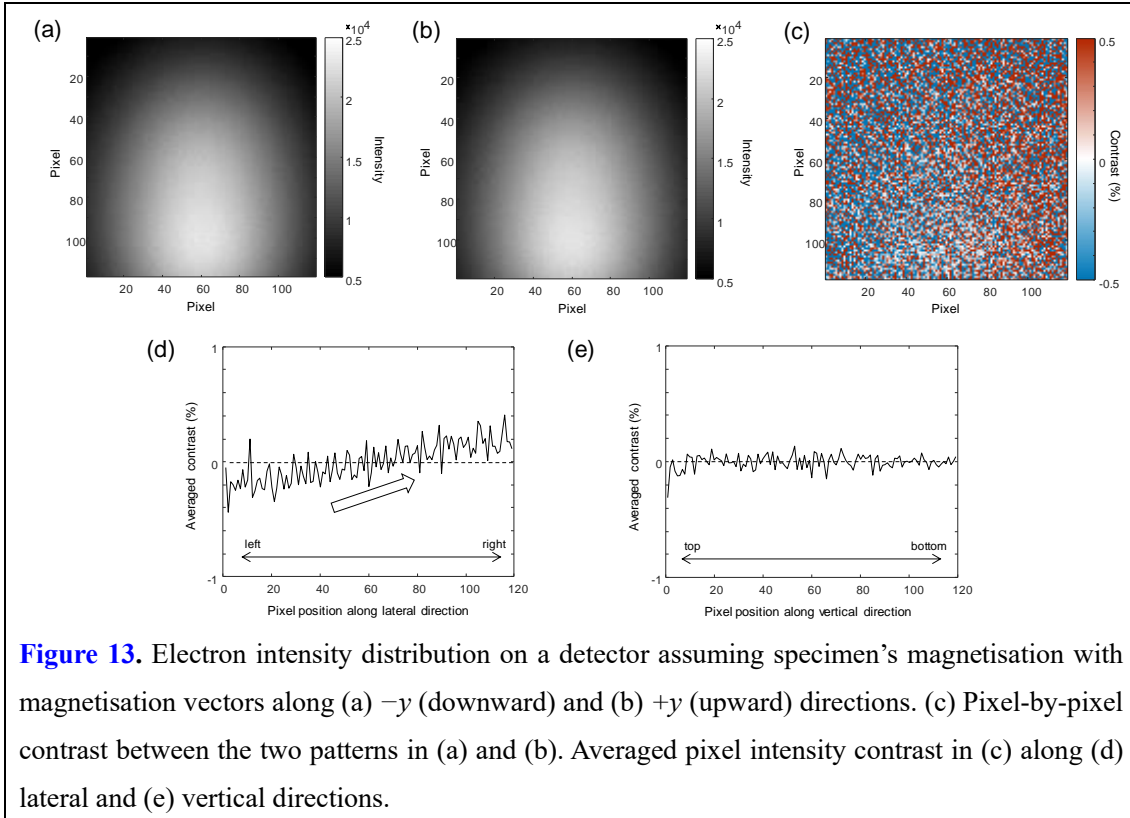 (a)
×10⁴
2.5
2
1.5
1
0.5
Intensity
20
40
60
80
100
Pixel
20 40 60 80 100
Pixel
(b)
×10⁴
2.5
2
1.5
1
0.5
Intensity
20
40
60
80
100
Pixel
20 40 60 80 100
Pixel
(c)
0.5
0
-0.5
Contrast (%)
20
40
60
80
100
Pixel
20 40 60 80 100
Pixel
(d)
1
0
-1
Averaged contrast (%)
left right
0 20 40 60 80 100 120
Pixel position along lateral direction
(e)
1
0
-1
Averaged contrast (%)
top bottom
0 20 40 60 80 100 120
Pixel position along vertical direction
Figure 13. Electron intensity distribution on a detector assuming specimen's magnetisation with
magnetisation vectors along (a) −y (downward) and (b) +y (upward) directions. (c) Pixel-by-pixel
contrast between the two patterns in (a) and (b). Averaged pixel intensity contrast in (c) along (d)
lateral and (e) vertical directions.